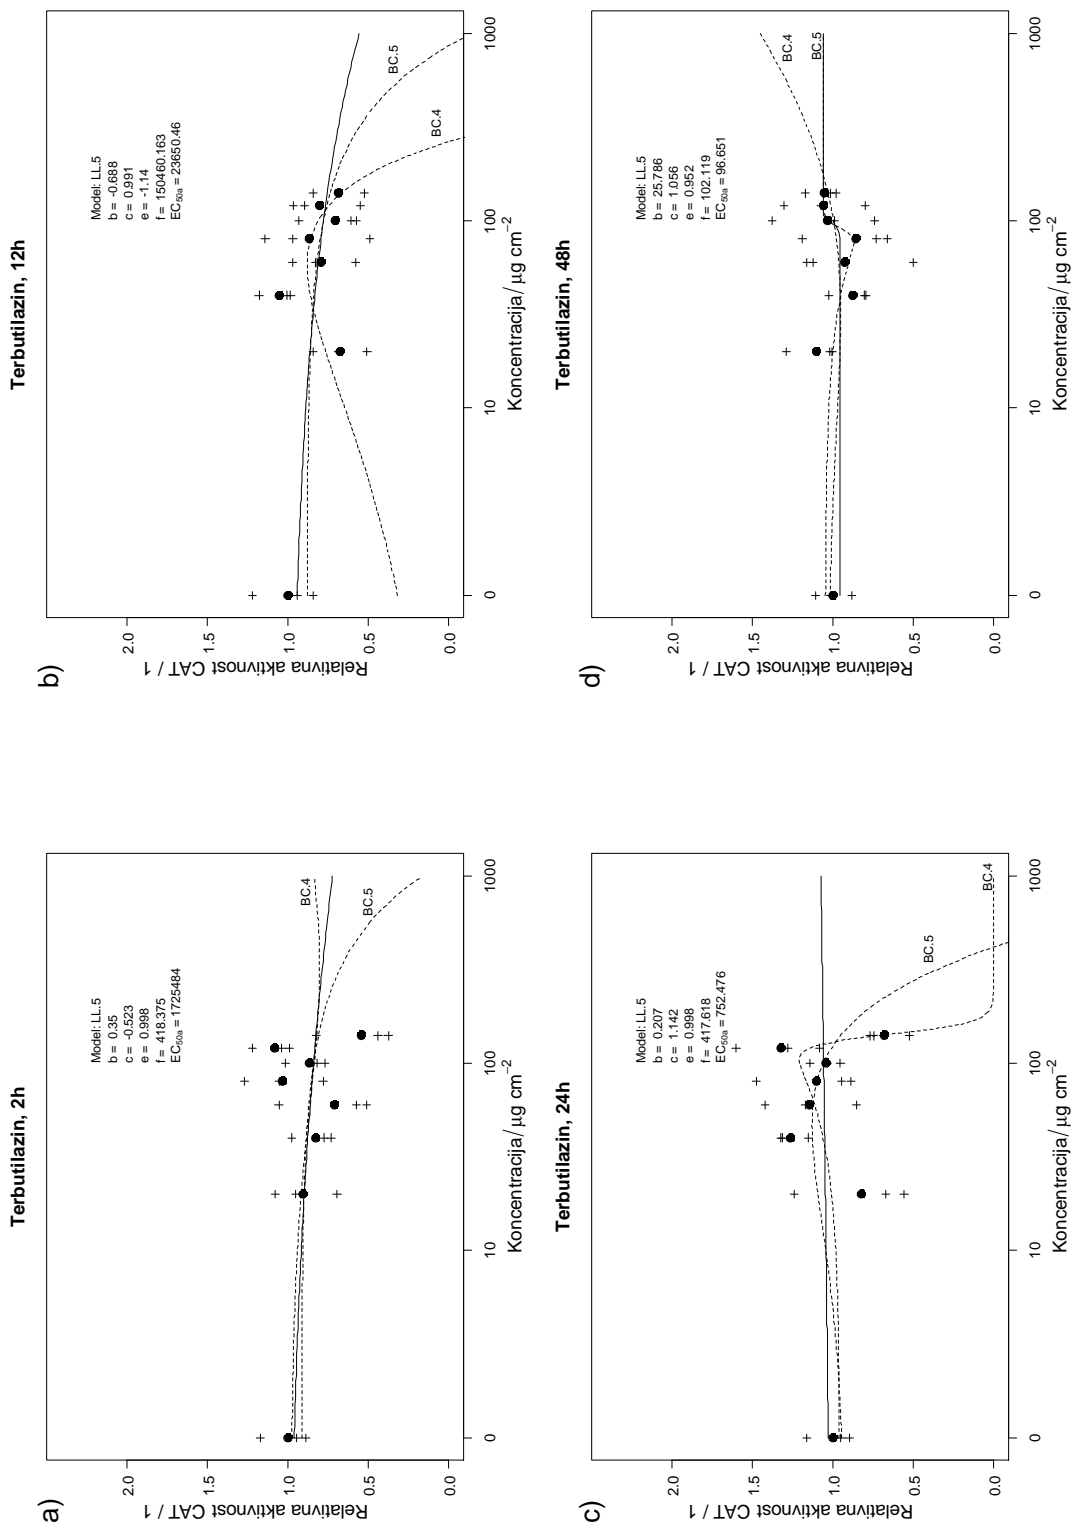 a)
Terbutilazin, 2h
Model: LL.5
b = 0.35
c = -0.523
e = 0.998
f = 418.375
EC50a = 1725484
BC.4
BC.5
2.0
1.5
1.0
0.5
0.0
Relativna aktivnost CAT / 1
0
10
100
1000
Koncentracija/ μg cm−2
b)
Terbutilazin, 12h
Model: LL.5
b = -0.688
c = 0.991
e = -1.14
f = 150460.163
EC50a = 23650.46
BC.5
BC.4
2.0
1.5
1.0
0.5
0.0
Relativna aktivnost CAT / 1
0
10
100
1000
Koncentracija/ μg cm−2
c)
Terbutilazin, 24h
Model: LL.5
b = 0.207
c = 1.142
e = 0.998
f = 417.618
EC50a = 752.476
BC.5
BC.4
2.0
1.5
1.0
0.5
0.0
Relativna aktivnost CAT / 1
0
10
100
1000
Koncentracija/ μg cm−2
d)
Terbutilazin, 48h
Model: LL.5
b = 25.786
c = 1.056
e = 0.952
f = 102.119
EC50a = 96.651
BC.4
BC.5
2.0
1.5
1.0
0.5
0.0
Relativna aktivnost CAT / 1
0
10
100
1000
Koncentracija/ μg cm−2